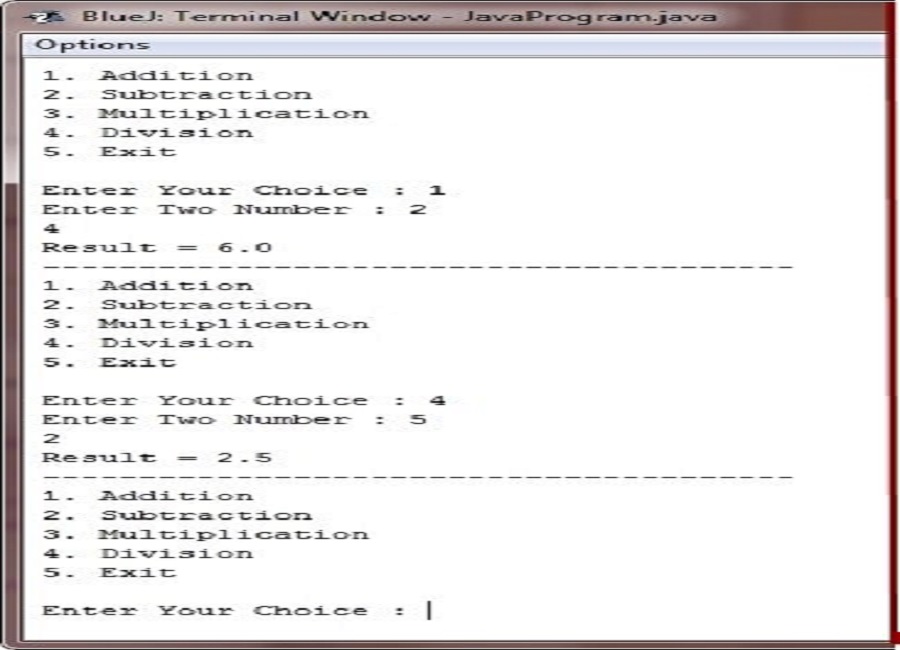 BlueJ: Terminal Window - JavaProgram.java
Options
1. Addition
2. Subtraction
3. Multiplication
4. Division
5. Exit
Enter Your Choice : 1
Enter Two Number : 2
4
Result = 6.0
----------------------------------------
1. Addition
2. Subtraction
3. Multiplication
4. Division
5. Exit
Enter Your Choice : 4
Enter Two Number : 5
2
Result = 2.5
----------------------------------------
1. Addition
2. Subtraction
3. Multiplication
4. Division
5. Exit
Enter Your Choice :